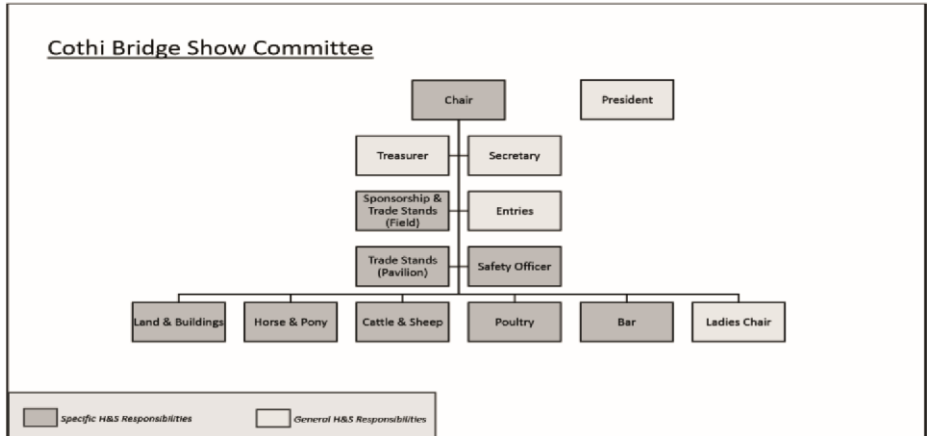 Cothi Bridge Show Committee
Chair
President
Treasurer
Secretary
Sponsorship &
Trade Stands
(Field)
Entries
Trade Stands
(Pavilion)
Safety Officer
Land & Buildings
Horse & Pony
Cattle & Sheep
Poultry
Bar
Ladies Chair
Specific H&S Responsibilities
General H&S Responsibilities